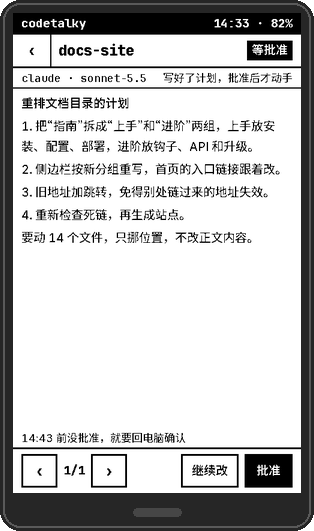 codetalky 14:33 · 82%
‹ docs-site 等批准
claude · sonnet-5.5 写好了计划，批准后才动手
重排文档目录的计划
1. 把“指南”拆成“上手”和“进阶”两组，上手放安
装、配置、部署，进阶放钩子、API 和升级。
2. 侧边栏按新分组重写，首页的入口链接跟着改。
3. 旧地址加跳转，免得别处链过来的地址失效。
4. 重新检查死链，再生成站点。
要动 14 个文件，只挪位置，不改正文内容。
14:43 前没批准，就要回电脑确认
‹ 1/1 › 继续改 批准